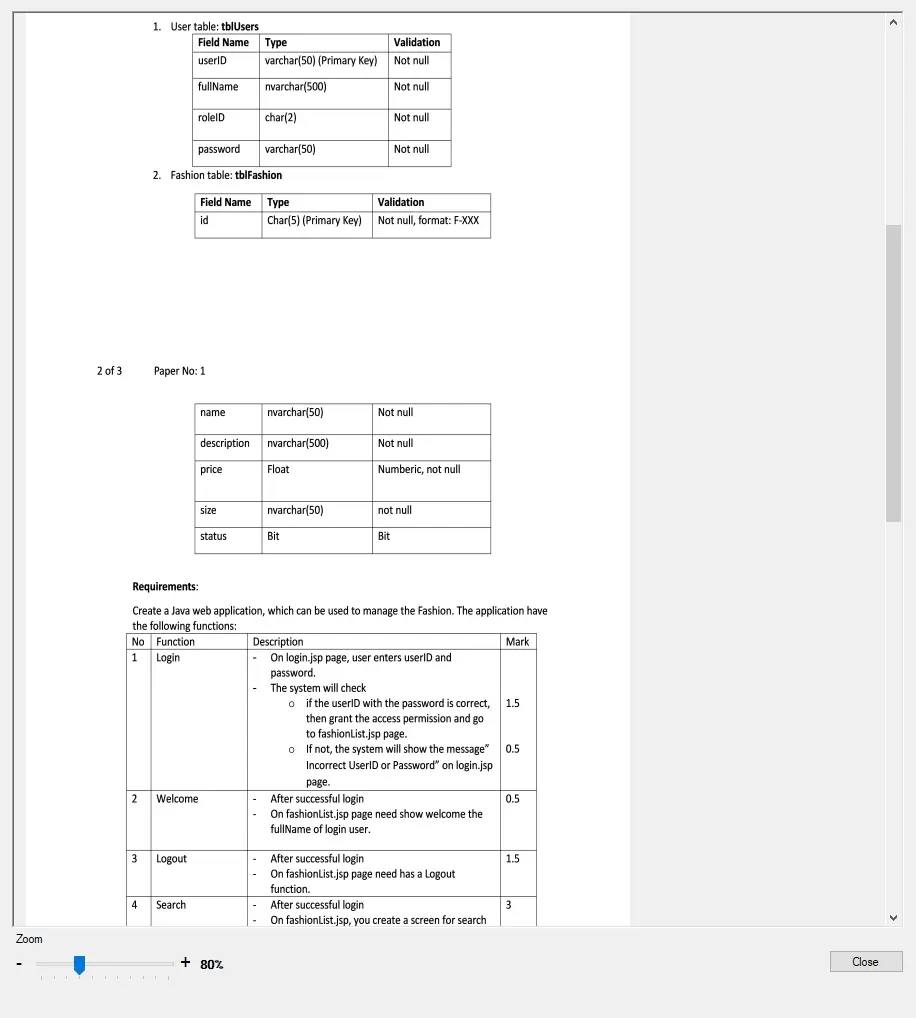 1. User table: tblUsers
Field Name Type Validation
userID varchar(50) (Primary Key) Not null
fullName nvarchar(500) Not null
roleID char(2) Not null
password varchar(50) Not null
2. Fashion table: tblFashion
Field Name Type Validation
id Char(5) (Primary Key) Not null, format: F-XXX
2 of 3 Paper No: 1
name nvarchar(50) Not null
description nvarchar(500) Not null
price Float Numberic, not null
size nvarchar(50) not null
status Bit Bit
Requirements:
Create a Java web application, which can be used to manage the Fashion. The application have
the following functions:
No Function Description Mark
1 Login - On login.jsp page, user enters userID and
password.
- The system will check
o if the userID with the password is correct, 1.5
then grant the access permission and go
to fashionList.jsp page.
o If not, the system will show the message" 0.5
Incorrect UserID or Password" on login.jsp
page.
2 Welcome - After successful login 0.5
- On fashionList.jsp page need show welcome the
fullName of login user.
3 Logout - After successful login 1.5
- On fashionList.jsp page need has a Logout
function.
4 Search - After successful login 3
- On fashionList.jsp, you create a screen for search
Zoom
- + 80%
Close